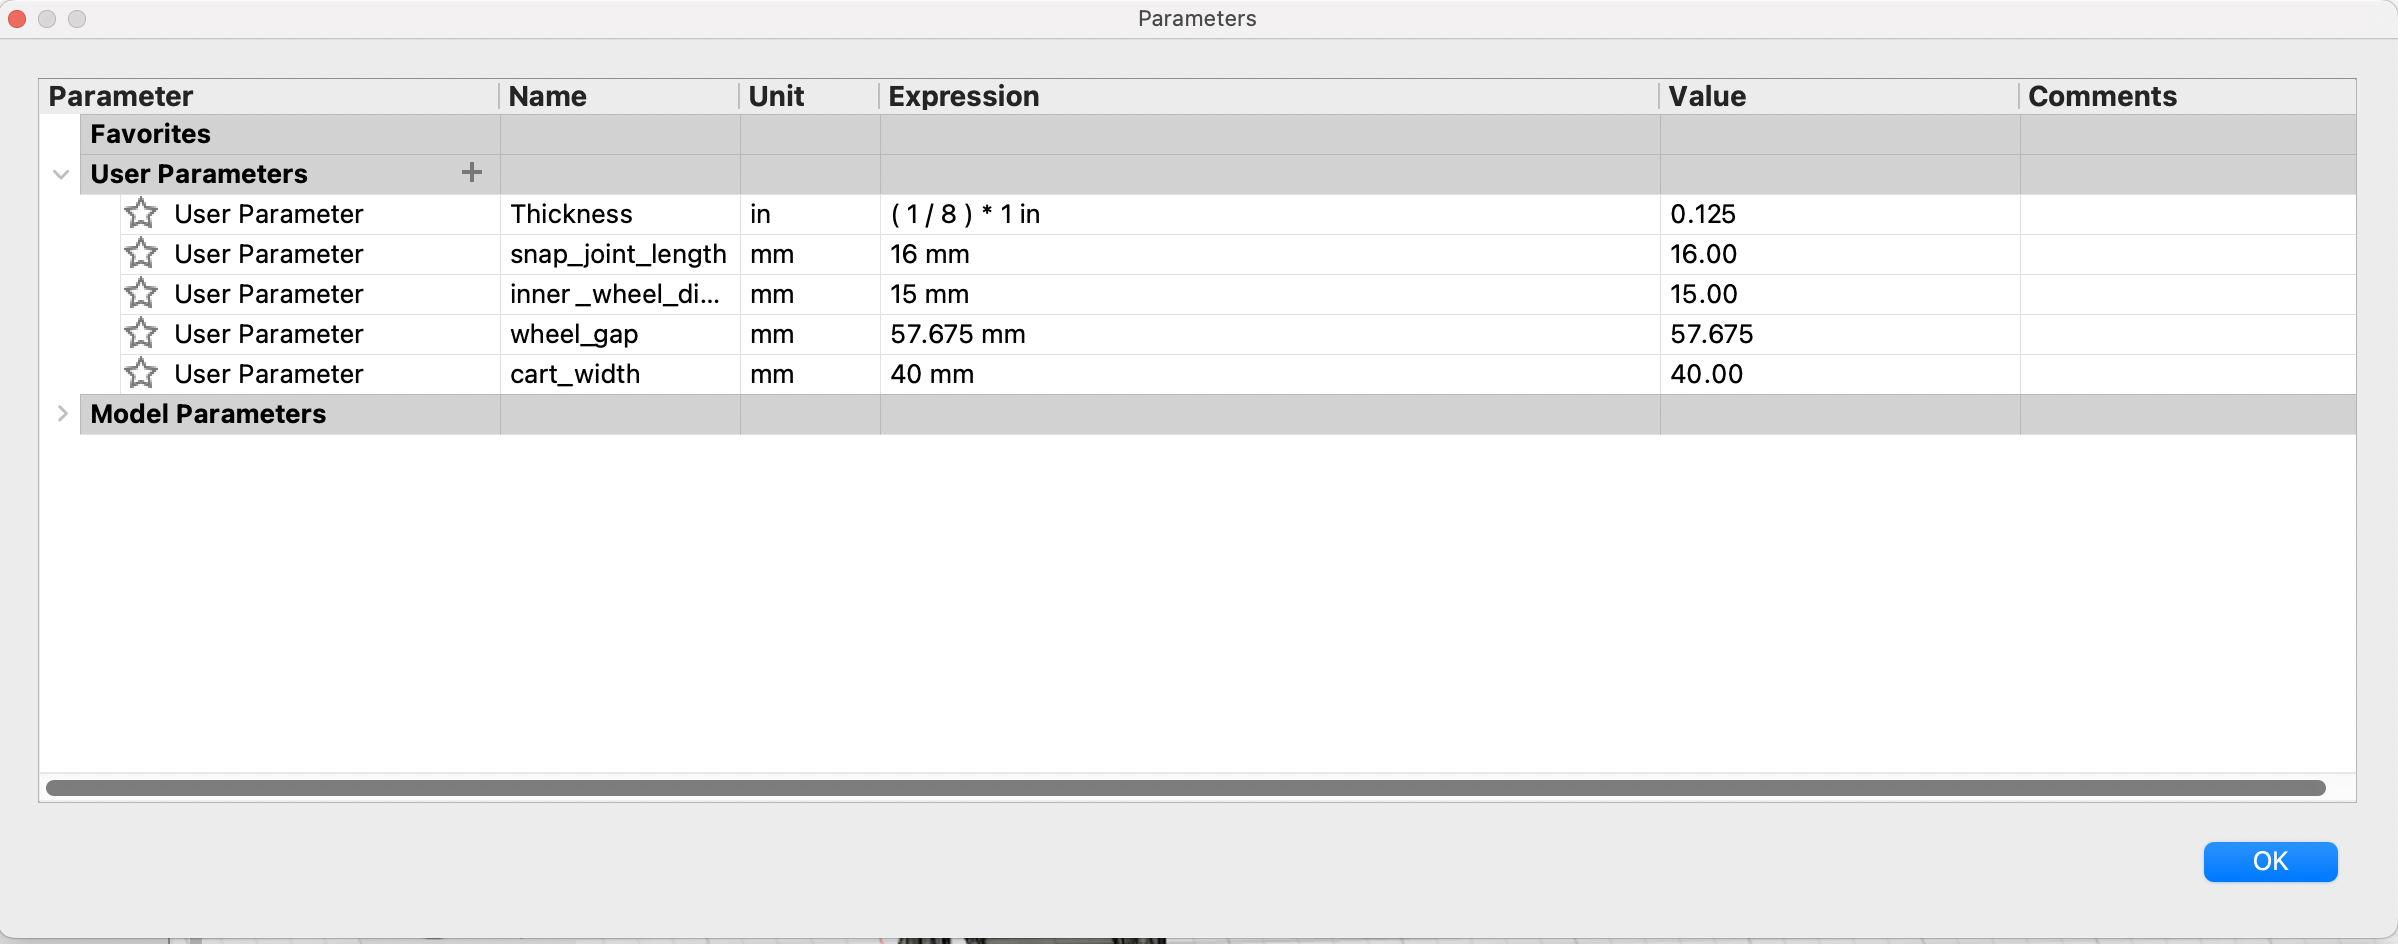 Parameters
Parameter Name Unit Expression Value Comments
Favorites
User Parameters +
User Parameter Thickness in ( 1 / 8 ) * 1 in 0.125
User Parameter snap_joint_length mm 16 mm 16.00
User Parameter inner_wheel_di... mm 15 mm 15.00
User Parameter wheel_gap mm 57.675 mm 57.675
User Parameter cart_width mm 40 mm 40.00
Model Parameters
OK